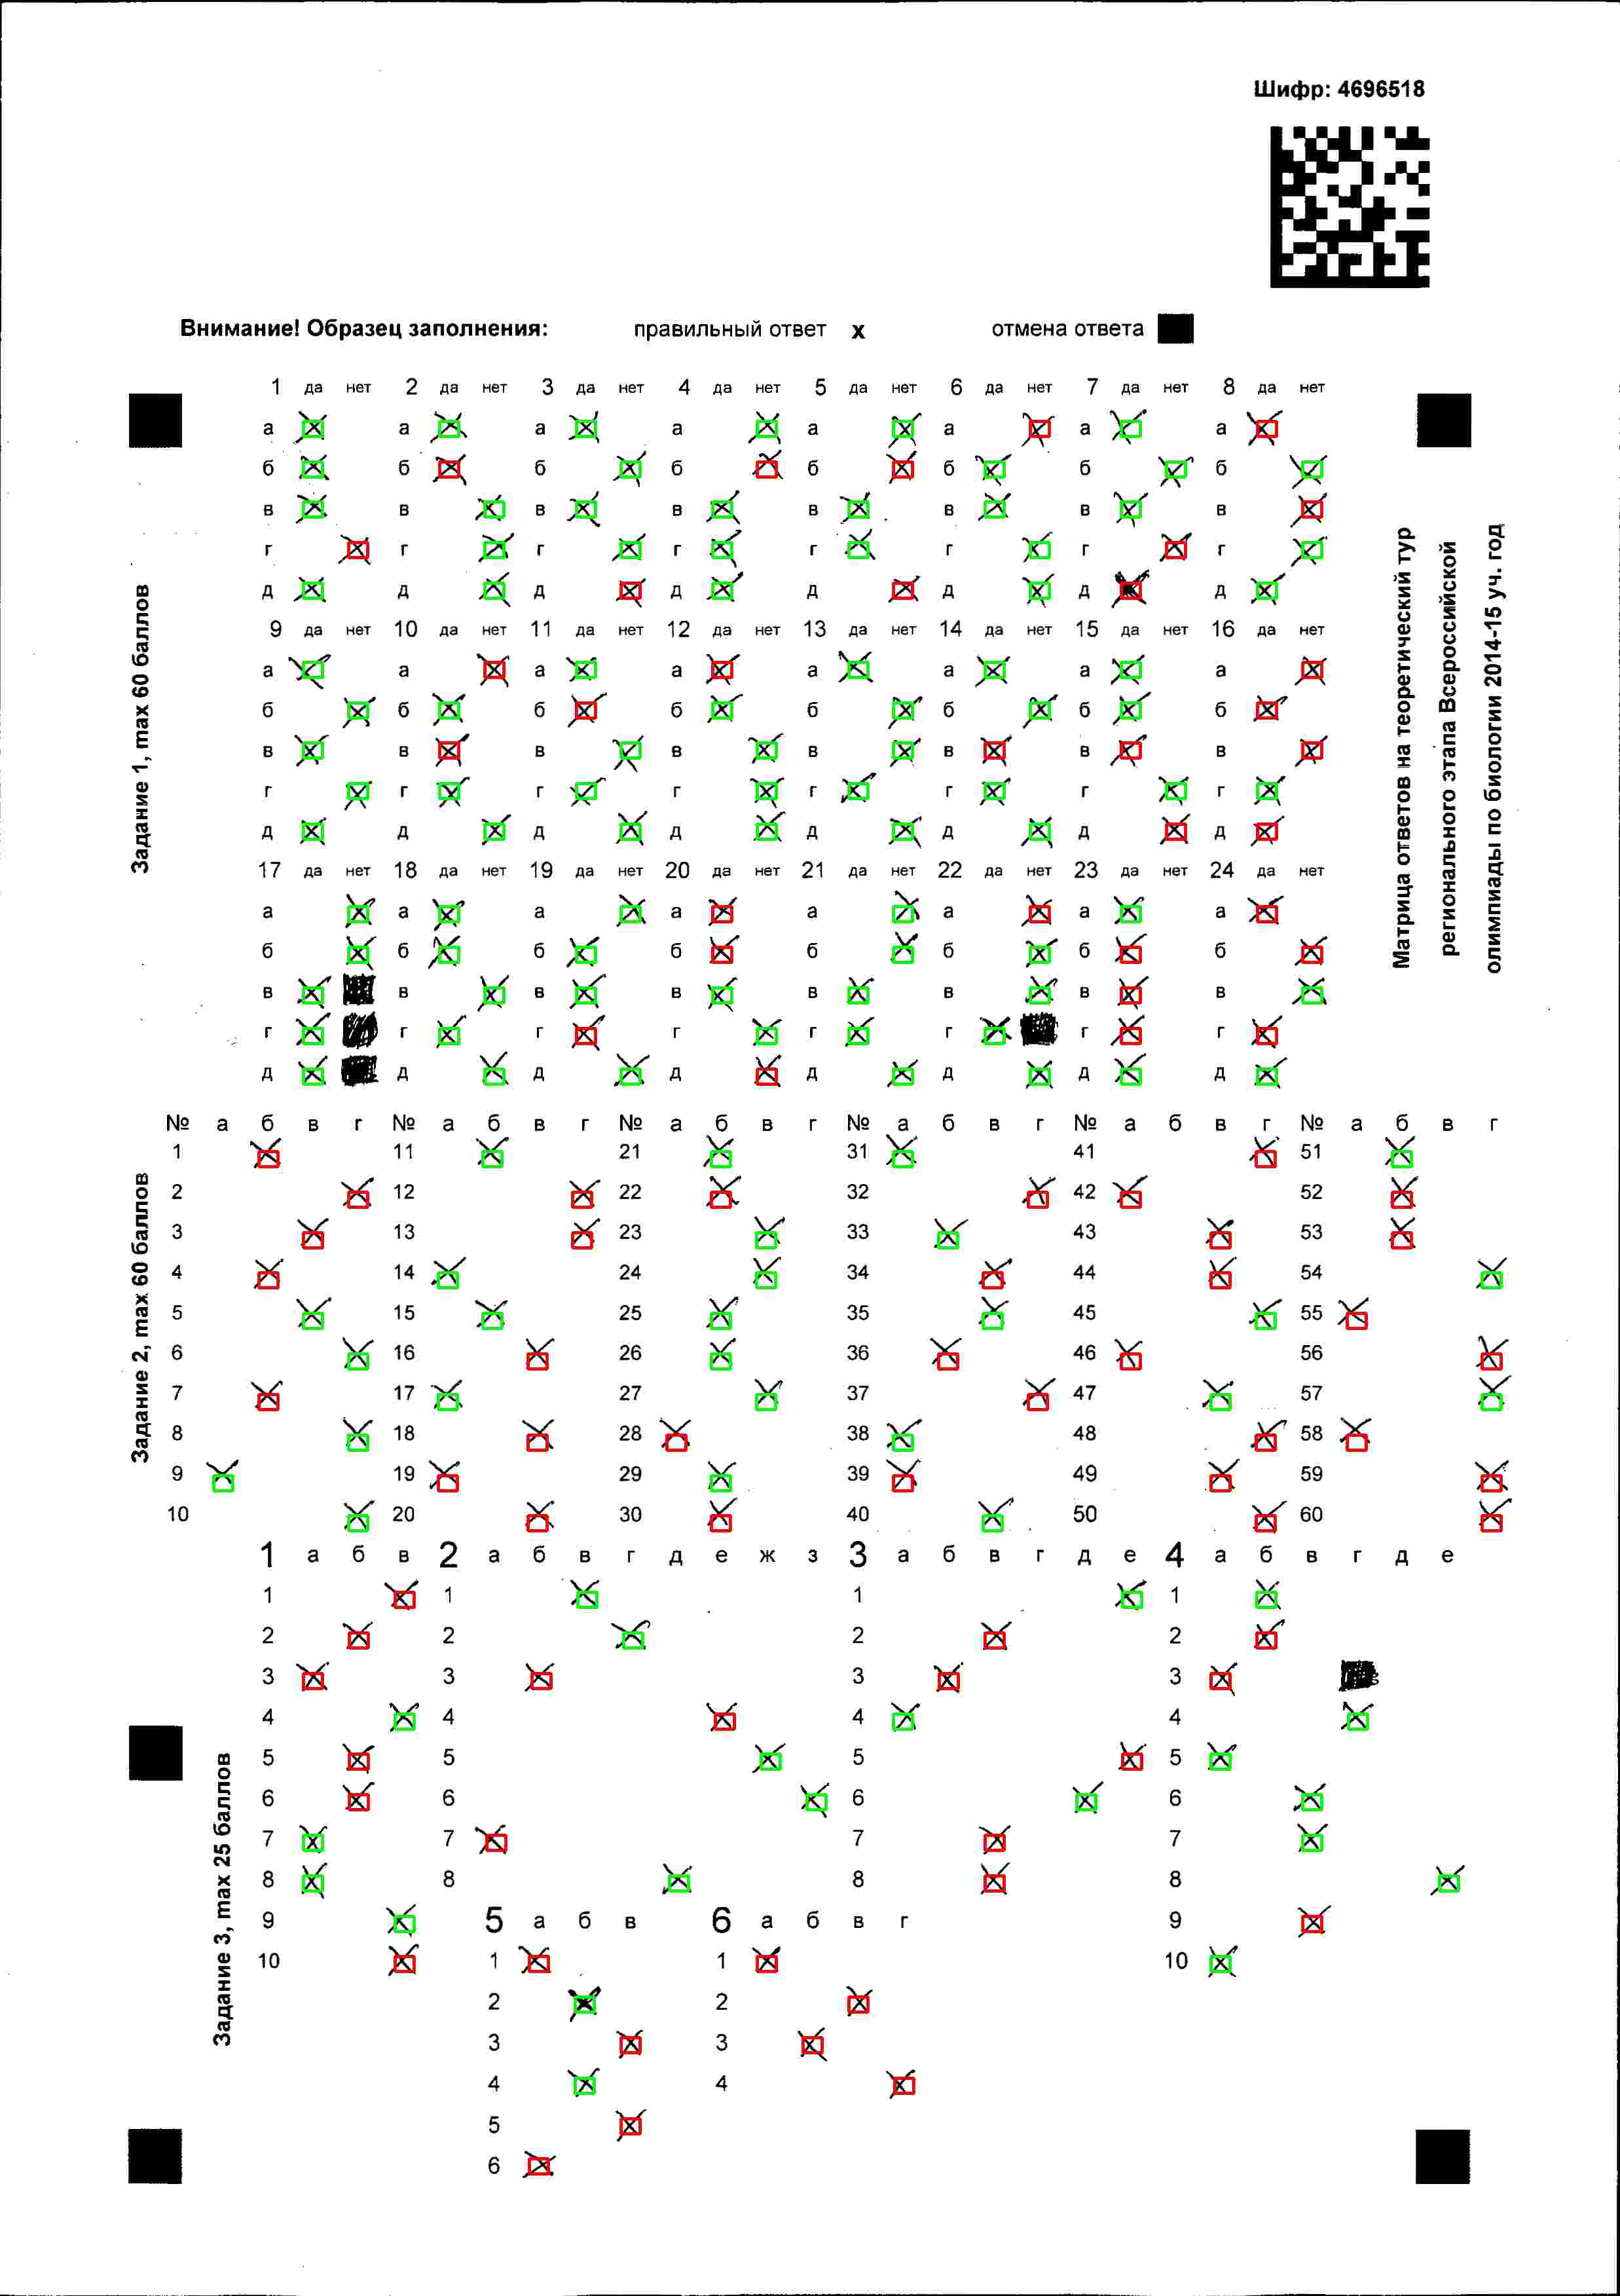 Шифр: 4696518
Внимание! Образец заполнения: правильный ответ x отмена ответа
Задание 1, max 60 баллов
1 да нет 2 да нет 3 да нет 4 да нет 5 да нет 6 да нет 7 да нет 8 да нет
а а а а а а а а
б б б б б б б б
в в в в в в в в
г г г г г г г г
д д д д д д д д
9 да нет 10 да нет 11 да нет 12 да нет 13 да нет 14 да нет 15 да нет 16 да нет
а а а а а а а а
б б б б б б б б
в в в в в в в в
г г г г г г г г
д д д д д д д д
17 да нет 18 да нет 19 да нет 20 да нет 21 да нет 22 да нет 23 да нет 24 да нет
а а а а а а а а
б б б б б б б б
в в в в в в в в
г г г г г г г г
д д д д д д д д
Матрица ответов на теоретический тур
регионального этапа Всероссийской
олимпиады по биологии 2014-15 уч. год
Задание 2, max 60 баллов
№ а б в г № а б в г № а б в г № а б в г № а б в г № а б в г
1 11 21 31 41 51
2 12 22 32 42 52
3 13 23 33 43 53
4 14 24 34 44 54
5 15 25 35 45 55
6 16 26 36 46 56
7 17 27 37 47 57
8 18 28 38 48 58
9 19 29 39 49 59
10 20 30 40 50 60
Задание 3, max 25 баллов
1 а б в 2 а б в г д е ж з 3 а б в г д е 4 а б в г д е
1 1 1 1
2 2 2 2
3 3 3 3
4 4 4 4
5 5 5 5
6 6 6 6
7 7 7 7
8 8 8 8
9 5 а б в 6 а б в г 9
10 1 1 10
2 2
3 3
4 4
5
6